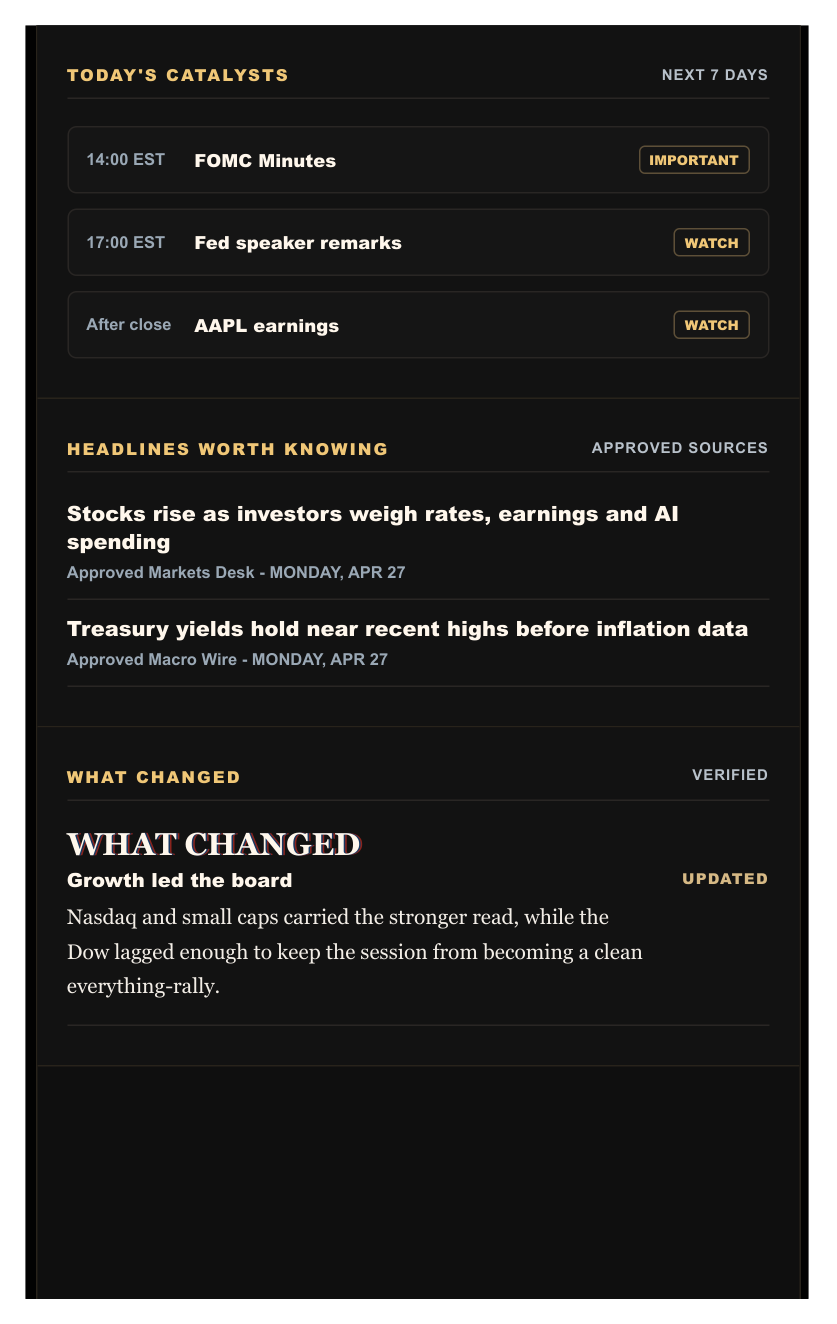 TODAY'S CATALYSTS NEXT 7 DAYS
14:00 EST FOMC Minutes IMPORTANT
17:00 EST Fed speaker remarks WATCH
After close AAPL earnings WATCH
HEADLINES WORTH KNOWING APPROVED SOURCES
Stocks rise as investors weigh rates, earnings and AI
spending
Approved Markets Desk - MONDAY, APR 27
Treasury yields hold near recent highs before inflation data
Approved Macro Wire - MONDAY, APR 27
WHAT CHANGED VERIFIED
WHAT CHANGED
Growth led the board UPDATED
Nasdaq and small caps carried the stronger read, while the
Dow lagged enough to keep the session from becoming a clean
everything-rally.